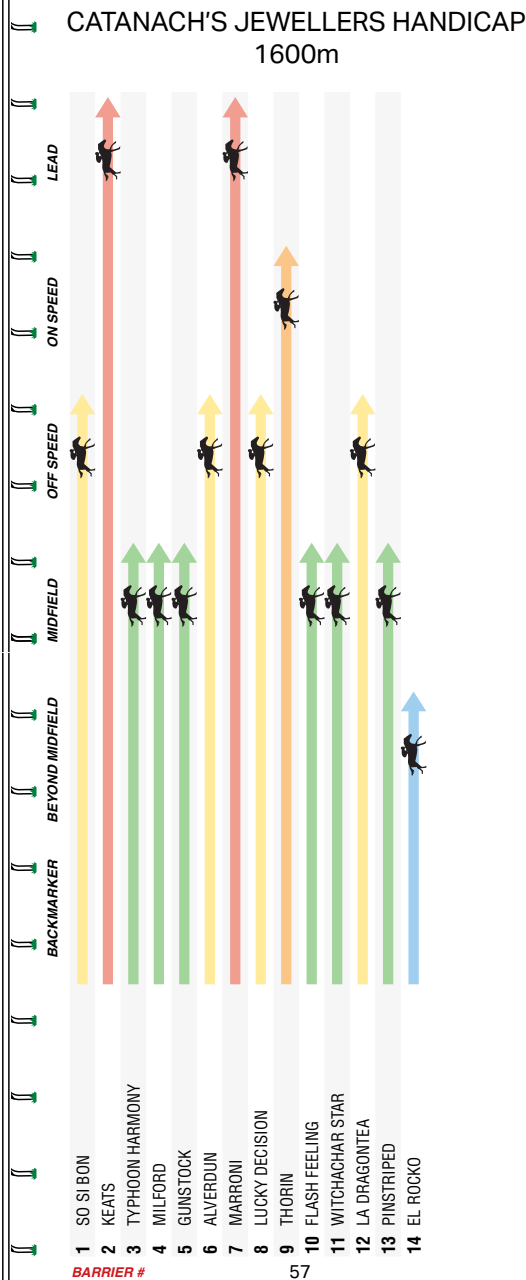 CATANACH'S JEWELLERS HANDICAP
1600m
LEAD
ON SPEED
OFF SPEED
MIDFIELD
BEYOND MIDFIELD
BACKMARKER
1 SO SI BON
2 KEATS
3 TYPHOON HARMONY
4 MILFORD
5 GUNSTOCK
6 ALVERDUN
7 MARRONI
8 LUCKY DECISION
9 THORIN
10 FLASH FEELING
11 WITCHACHAR STAR
12 LA DRAGONTEA
13 PINSTRIPED
14 EL ROCKO
BARRIER #
57